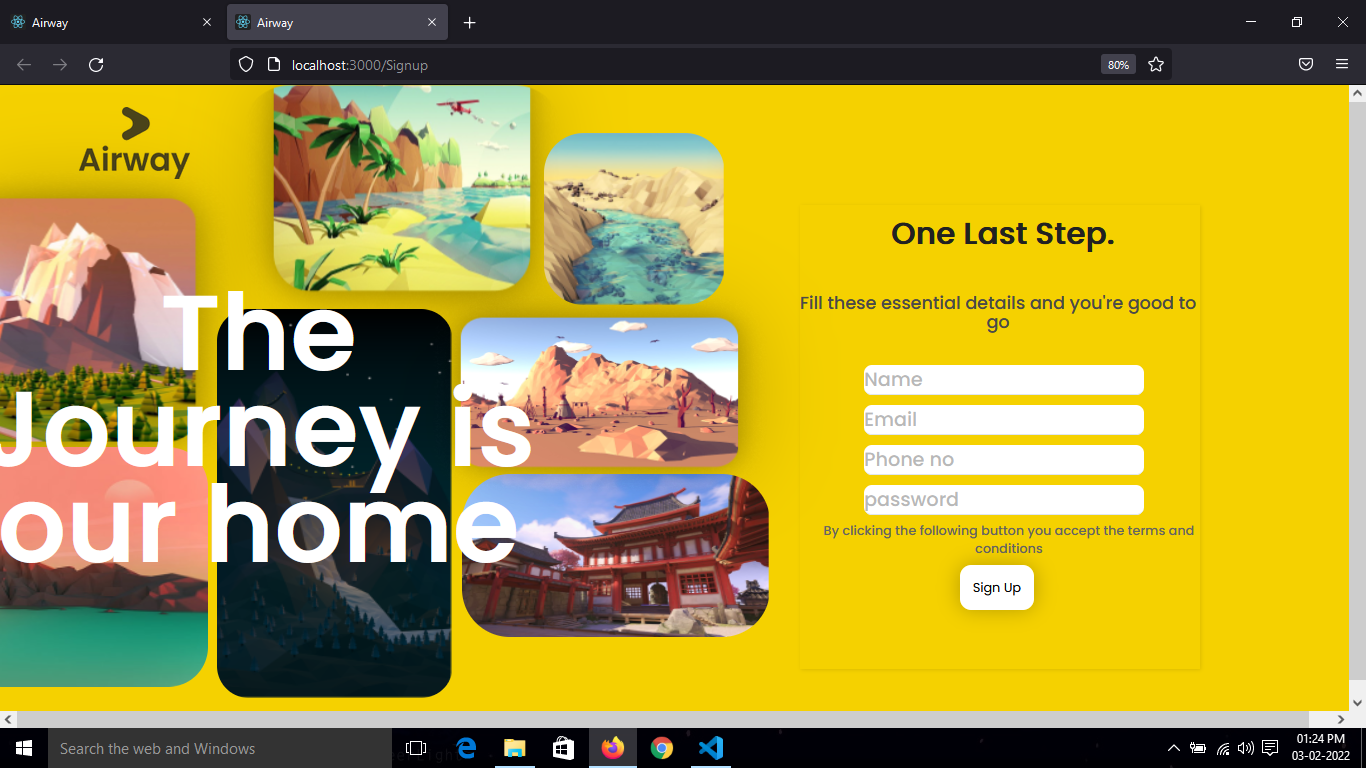 Airway
Airway
localhost:3000/Signup
80%
Airway
The
Journey is
our home
One Last Step.
Fill these essential details and you're good to
go
Name
Email
Phone no
password
By clicking the following button you accept the terms and
conditions
Sign Up
Search the web and Windows
01:24 PM
03-02-2022